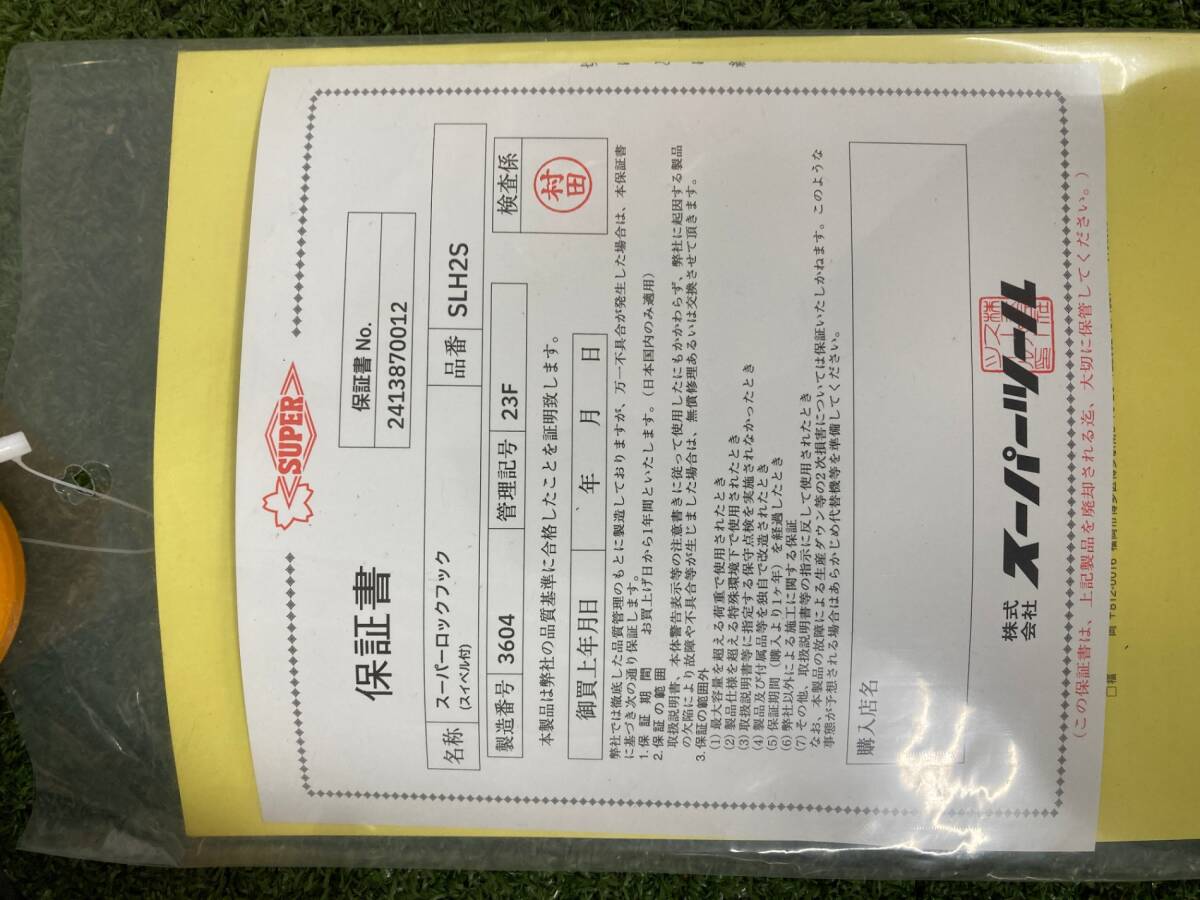 SUPER
保証書
保証書 No.
2413870012
名称 スーパーロックフック (スイベル付) 品番 SLH2S
製造番号 3604 管理記号 23F 検査係
村田
本製品は弊社の品質基準に合格したことを証明致します。
御買上年月日 年 月 日
弊社では徹底した品質管理のもとに製造しておりますが、万一不具合が発生した場合は、本保証書
に基づき次の通り保証します。
1. 保証期間 お買上げ日から1年間といたします。(日本国内のみ適用)
2. 保証の範囲
取扱説明書、本体警告表示等の注意書きに従って使用したにもかかわらず、弊社に起因する製品
の欠陥により故障や不具合等が生じました場合は、無償修理あるいは交換させて頂きます。
3. 保証の範囲外
(1) 最大容量を超える荷重で使用されたとき
(2) 製品仕様を超える特殊環境下で使用されたとき
(3) 取扱説明書等に指定する保守点検を実施されなかったとき
(4) 製品及び付属品等を独自で改造されたとき
(5) 保証期間(購入より1ヶ年)を経過したとき
(6) 弊社以外による施工に関する保証
(7) その他、取扱説明書等の指示に反して使用されたとき
なお、本製品の故障による生産ダウン等の2次損害については保証いたしかねます。このような
事態が予想される場合はあらかじめ代替機等を準備してください。
購入店名
株式会社 スーパーツール
(この保証書は、上記製品を廃却される迄、大切に保管してください。)
〒812-0016 福岡市博多区博多